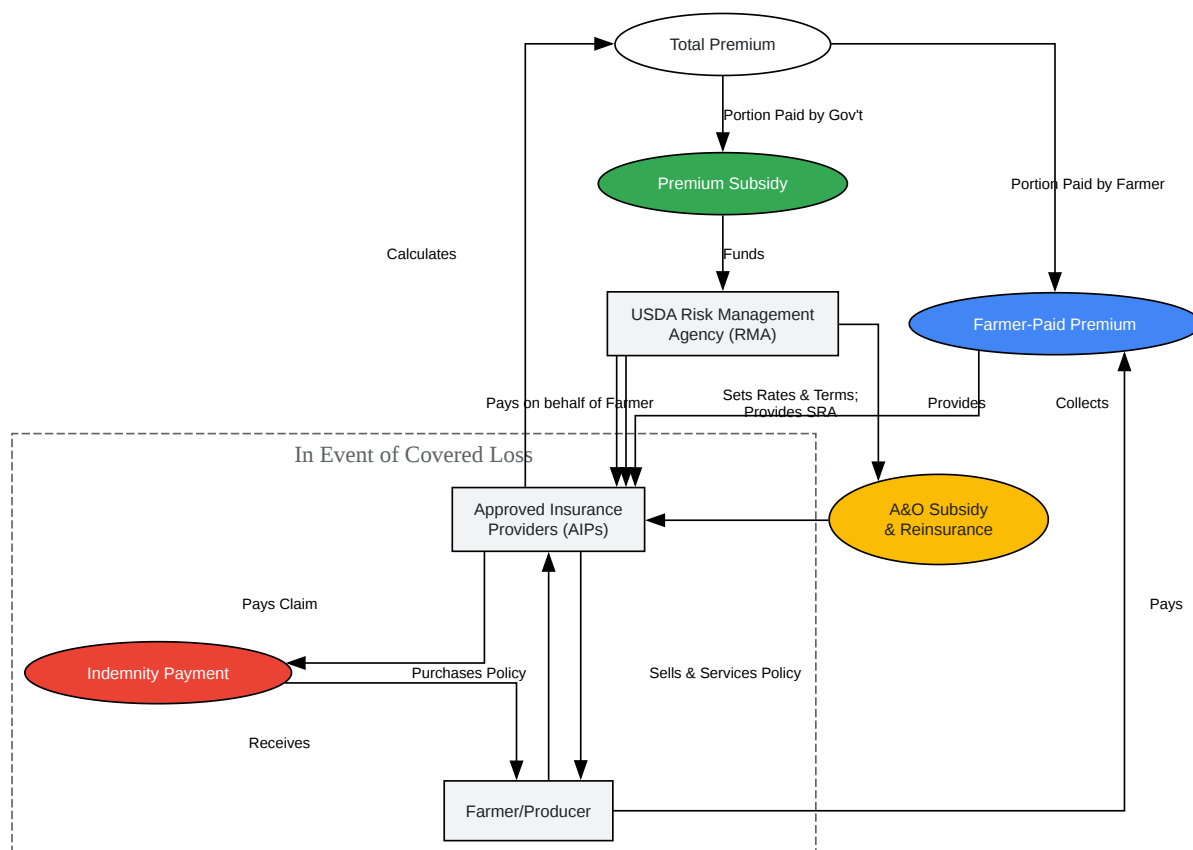 Total Premium
Portion Paid by Gov't
Premium Subsidy
Portion Paid by Farmer
Calculates
Funds
USDA Risk Management
Agency (RMA)
Farmer-Paid Premium
Pays on behalf of Farmer
Sets Rates & Terms;
Provides SRA
Provides
Collects
In Event of Covered Loss
Approved Insurance
Providers (AIPs)
A&O Subsidy
& Reinsurance
Pays Claim
Pays
Indemnity Payment
Purchases Policy
Sells & Services Policy
Receives
Farmer/Producer